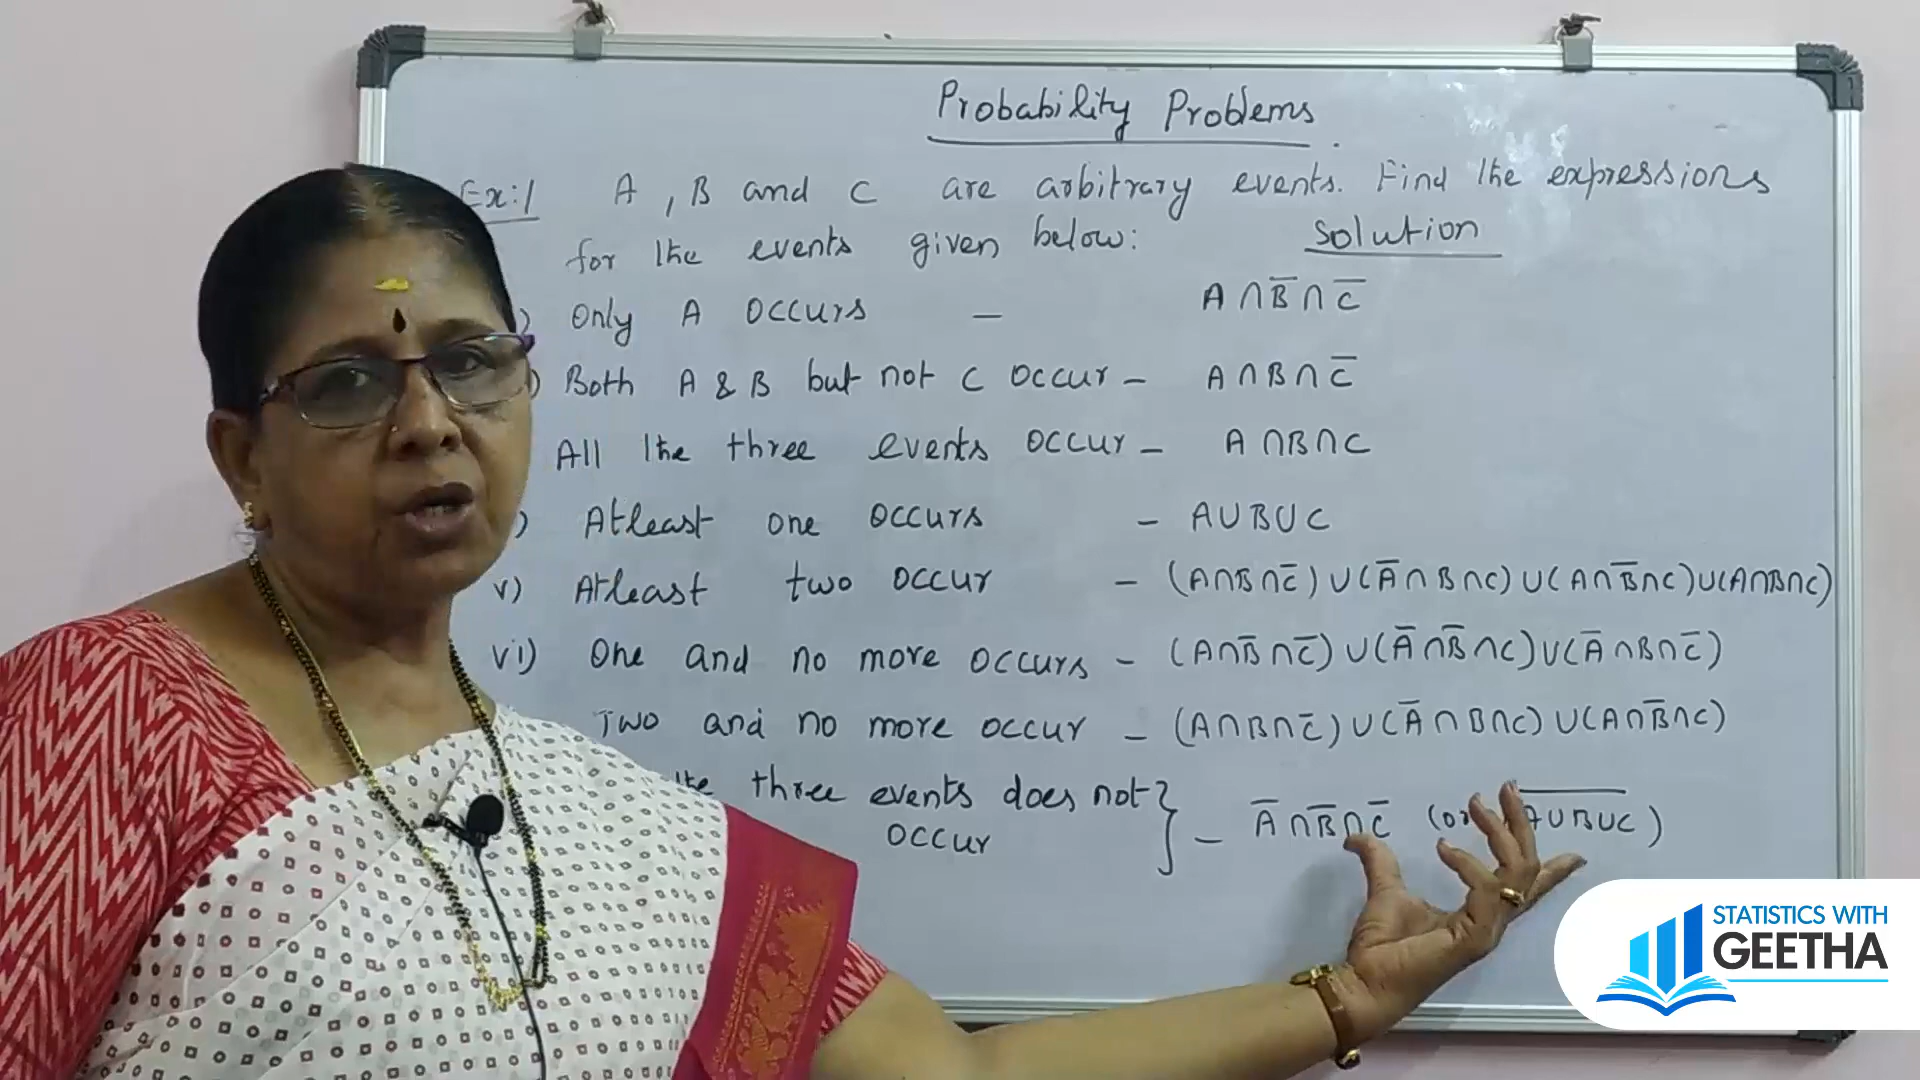 Probability Problems
Ex:1 A, B and C are arbitrary events. Find the expressions
for the events given below: Solution
) Only A occurs – A ∩ B̅ ∩ C̅
) Both A & B but not C occur – A ∩ B ∩ C̅
All the three events occur – A ∩ B ∩ C
) Atleast one occurs – A ∪ B ∪ C
v) Atleast two occur – (A ∩ B ∩ C̅) ∪ (A̅ ∩ B ∩ C) ∪ (A ∩ B̅ ∩ C) ∪ (A ∩ B ∩ C)
vi) One and no more occurs – (A ∩ B̅ ∩ C̅) ∪ (A̅ ∩ B̅ ∩ C) ∪ (A̅ ∩ B ∩ C̅)
Two and no more occur – (A ∩ B ∩ C̅) ∪ (A̅ ∩ B ∩ C) ∪ (A ∩ B̅ ∩ C)
three events does not
occur } – A̅ ∩ B̅ ∩ C̅ (or A̅ ̅∪̅ ̅B̅ ̅∪̅ ̅C̅)
STATISTICS WITH
GEETHA